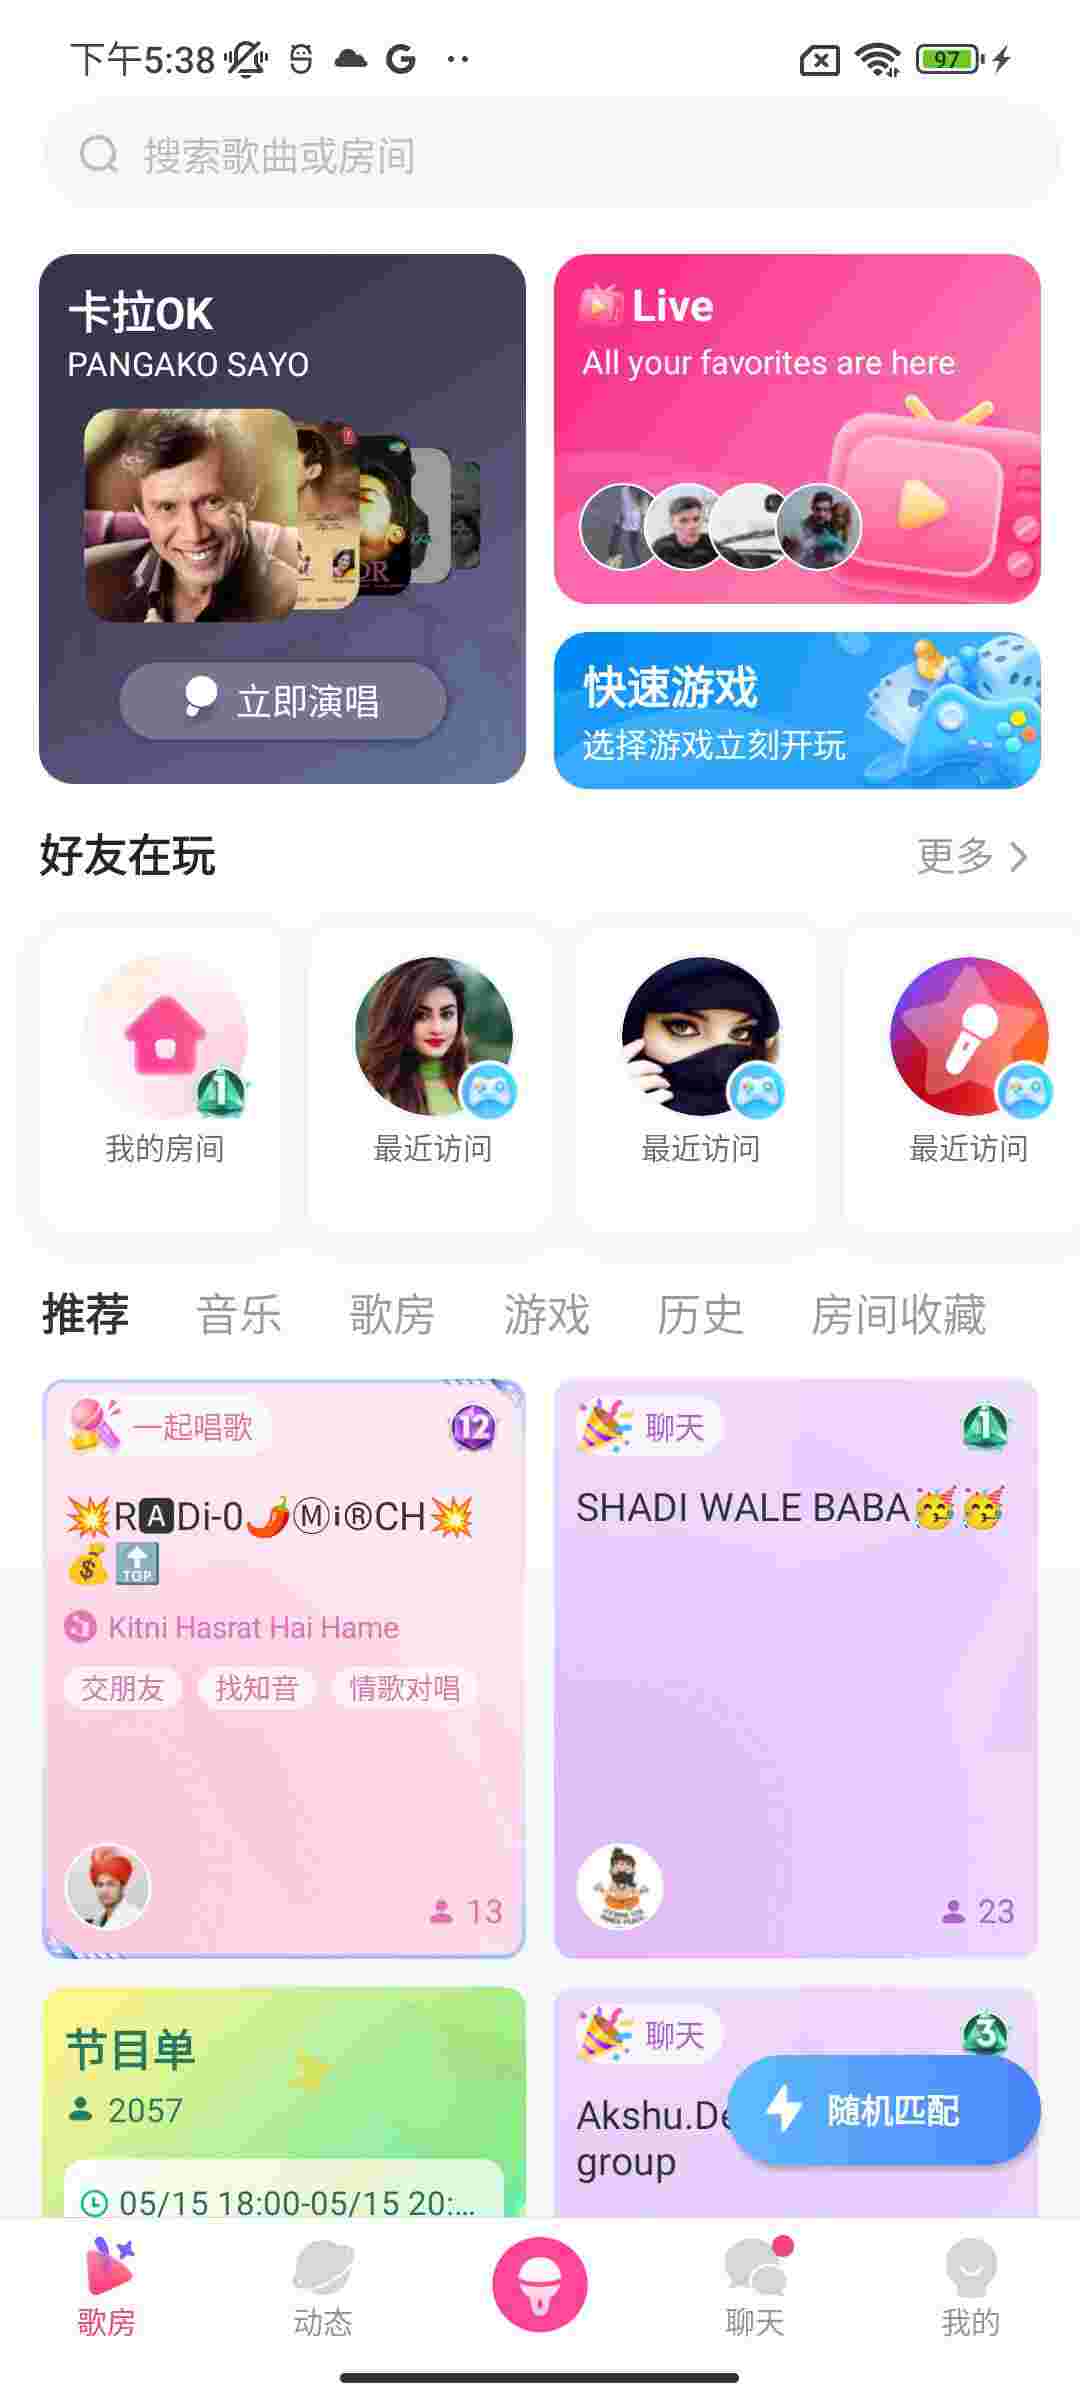 下午5:38
97
搜索歌曲或房间
卡拉OK
PANGAKO SAYO
立即演唱
Live
All your favorites are here
快速游戏
选择游戏立刻开玩
好友在玩
更多
1
我的房间
最近访问
最近访问
最近访问
推荐
音乐
歌房
游戏
历史
房间收藏
一起唱歌
12
💥R🅰Di-0🌶️Ⓜi®CH💥
💰🔝
Kitni Hasrat Hai Hame
交朋友
找知音
情歌对唱
13
聊天
1
SHADI WALE BABA🥳🥳
23
节目单
2057
05/15 18:00-05/15 20:...
聊天
3
Akshu.De
group
随机匹配
歌房
动态
聊天
我的